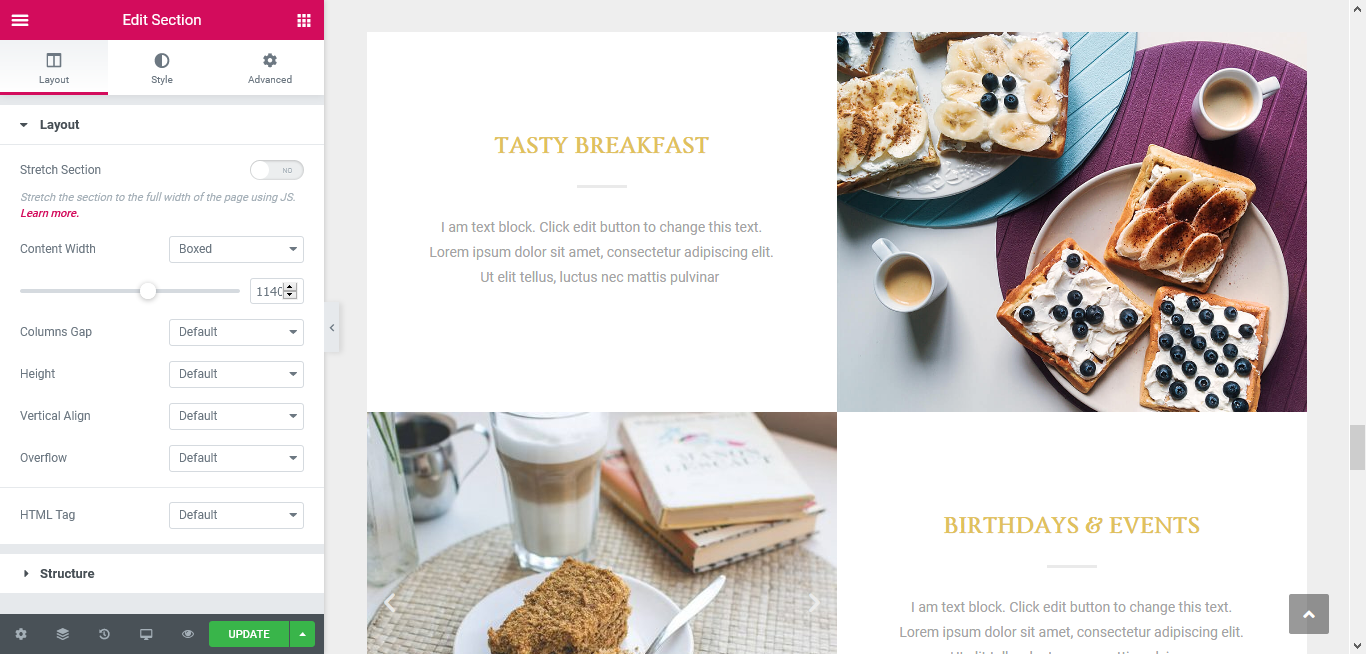 Edit Section
Layout
Style
Advanced
Layout
Stretch Section
NO
Stretch the section to the full width of the page using JS.
Learn more.
Content Width
Boxed
1140
Columns Gap
Default
Height
Default
Vertical Align
Default
Overflow
Default
HTML Tag
Default
Structure
UPDATE
TASTY BREAKFAST
I am text block. Click edit button to change this text.
Lorem ipsum dolor sit amet, consectetur adipiscing elit.
Ut elit tellus, luctus nec mattis pulvinar
MANON
LESCAUT
BIRTHDAYS & EVENTS
I am text block. Click edit button to change this text.
Lorem ipsum dolor sit amet, consectetur adipiscing elit.